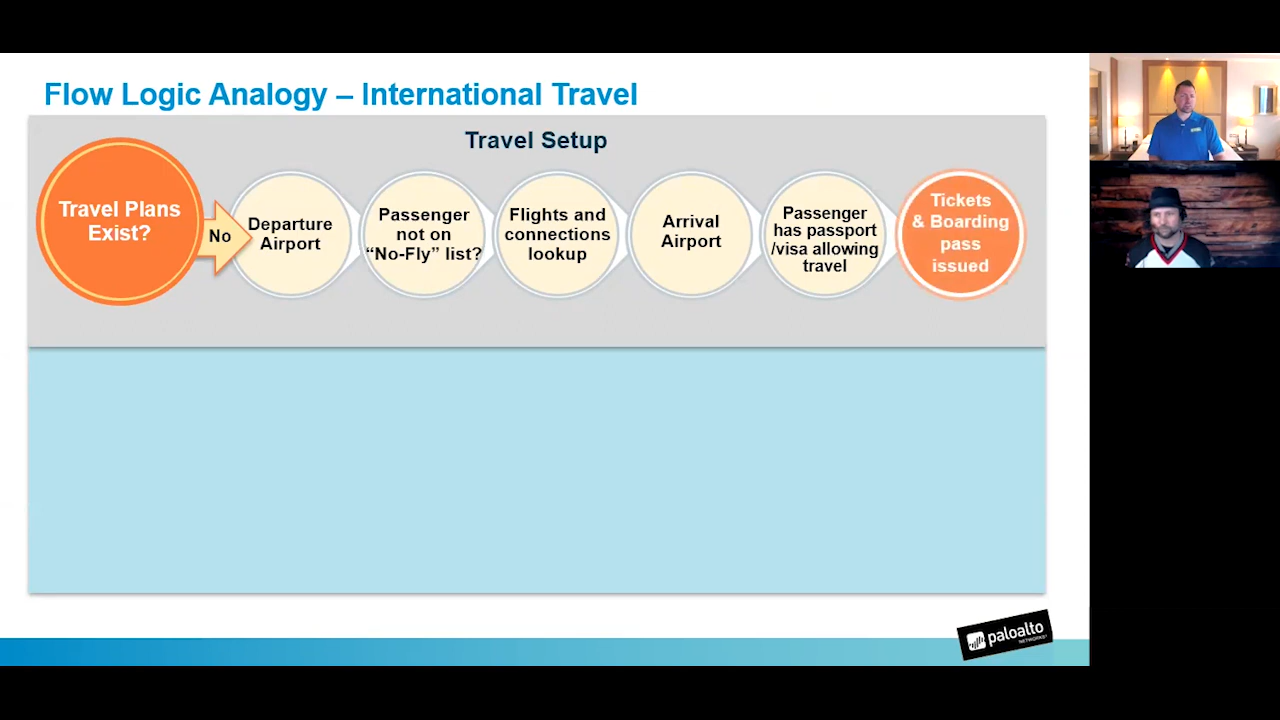 Flow Logic Analogy – International Travel
Travel Setup
Travel Plans
Exist?
No
Departure
Airport
Passenger
not on
“No-Fly” list?
Flights and
connections
lookup
Arrival
Airport
Passenger
has passport
/visa allowing
travel
Tickets
& Boarding
pass
issued
paloalto
NETWORKS